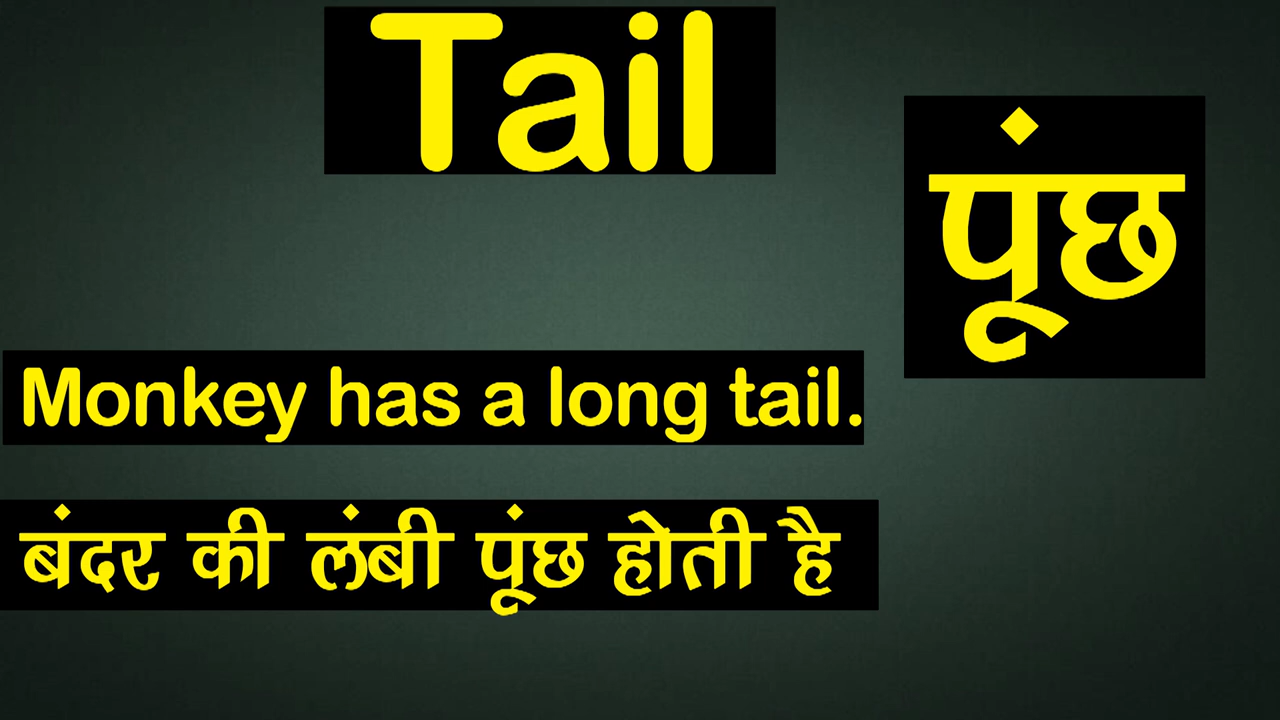 Tail
पूंछ
Monkey has a long tail.
बंदर की लंबी पूंछ होती है